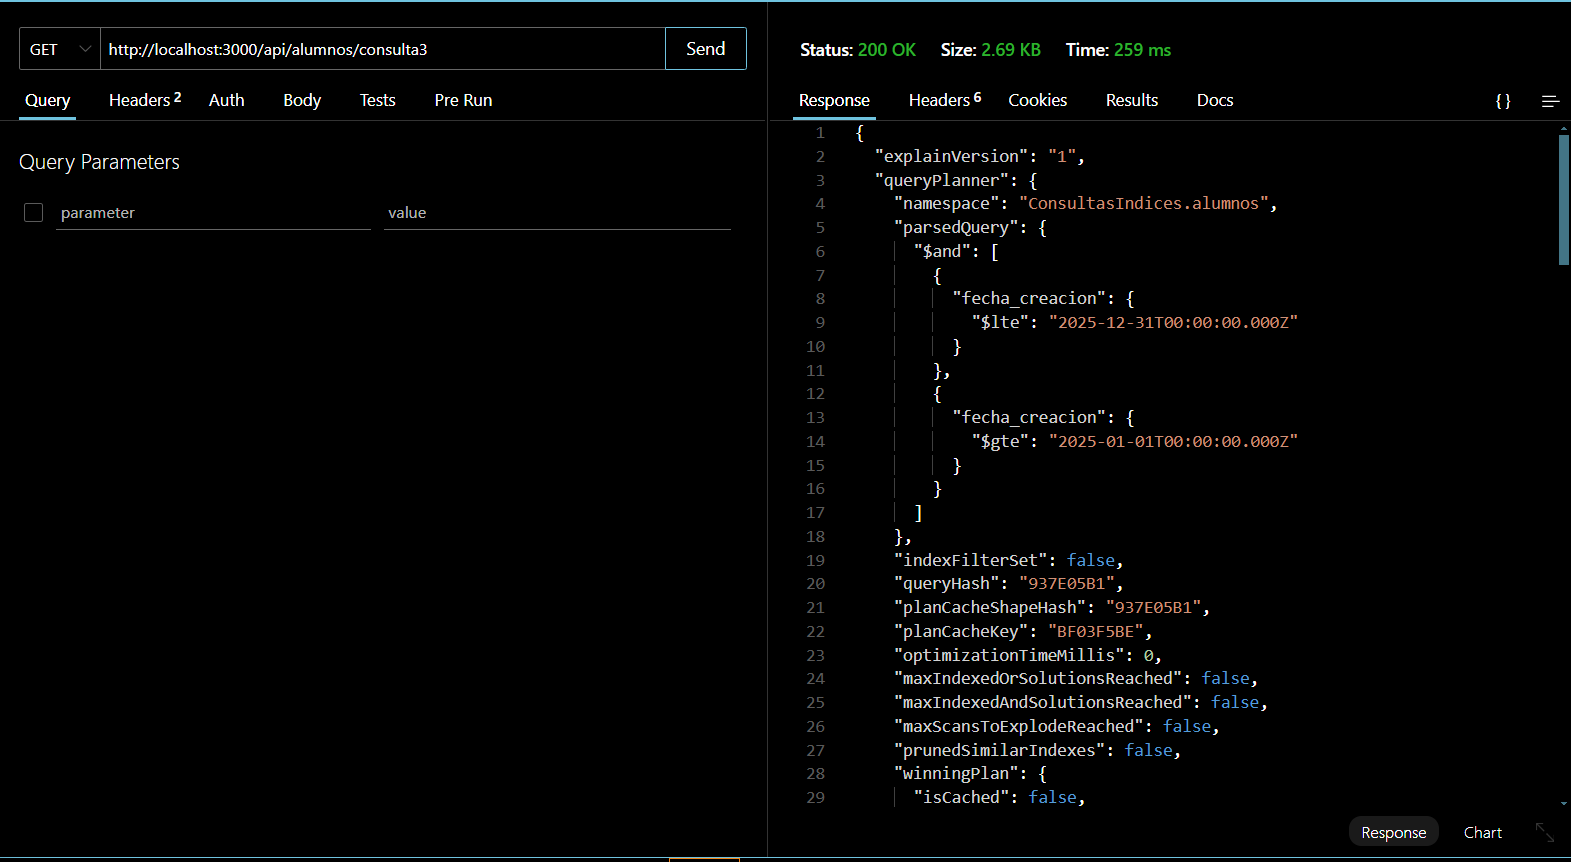 GET http://localhost:3000/api/alumnos/consulta3 Send
Query Headers 2 Auth Body Tests Pre Run
Query Parameters
parameter value
Status: 200 OK Size: 2.69 KB Time: 259 ms
Response Headers 6 Cookies Results Docs {}
1 {
2 "explainVersion": "1",
3 "queryPlanner": {
4 "namespace": "ConsultasIndices.alumnos",
5 "parsedQuery": {
6 "$and": [
7 {
8 "fecha_creacion": {
9 "$lte": "2025-12-31T00:00:00.000Z"
10 }
11 },
12 {
13 "fecha_creacion": {
14 "$gte": "2025-01-01T00:00:00.000Z"
15 }
16 }
17 ]
18 },
19 "indexFilterSet": false,
20 "queryHash": "937E05B1",
21 "planCacheShapeHash": "937E05B1",
22 "planCacheKey": "BF03F5BE",
23 "optimizationTimeMillis": 0,
24 "maxIndexedOrSolutionsReached": false,
25 "maxIndexedAndSolutionsReached": false,
26 "maxScansToExplodeReached": false,
27 "prunedSimilarIndexes": false,
28 "winningPlan": {
29 "isCached": false,
Response Chart